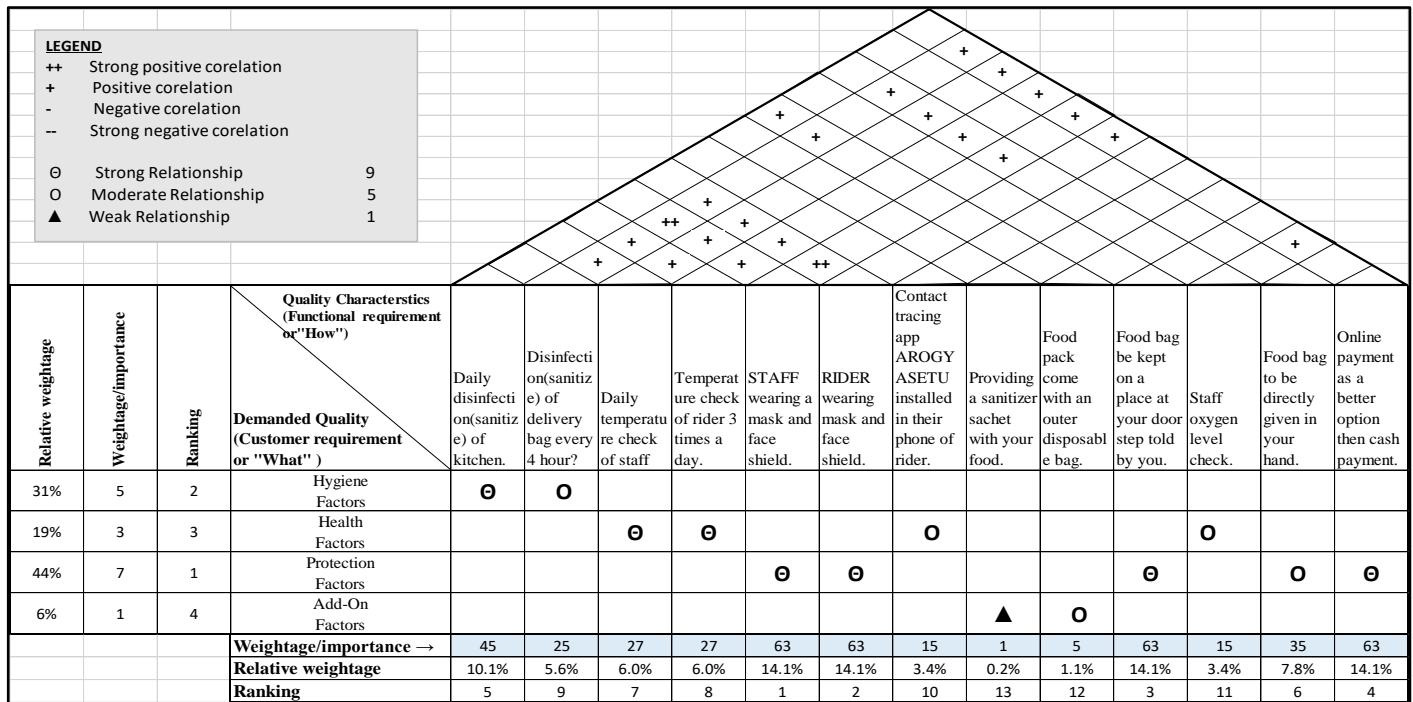 LEGEND
++ Strong positive corelation
+ Positive corelation
- Negative corelation
-- Strong negative corelation
Θ Strong Relationship 9
O Moderate Relationship 5
▲ Weak Relationship 1
+
+
+ +
+ + +
+ + +
+
+
++ +
+ + + +
+ + + ++
Relative weightage
Weightage/importance
Ranking
Quality Characterstics
(Functional requirement
or"How")
Demanded Quality
(Customer requirement
or "What" )
Daily
disinfecti
on(sanitiz
e) of
kitchen.
Disinfecti
on(sanitiz
e) of
delivery
bag every
4 hour?
Daily
temperatu
re check
of staff
Temperat
ure check
of rider 3
times a
day.
STAFF
wearing a
mask and
face
shield.
RIDER
wearing
mask and
face
shield.
Contact
tracing
app
AROGY
ASETU
installed
in their
phone of
rider.
Providing
a sanitizer
sachet
with your
food.
Food
pack
come
with an
outer
disposabl
e bag.
Food bag
be kept
on a
place at
your door
step told
by you.
Staff
oxygen
level
check.
Food bag
to be
directly
given in
your
hand.
Online
payment
as a
better
option
then cash
payment.
31% 5 2 Hygiene
Factors Θ O
19% 3 3 Health
Factors Θ Θ O O
44% 7 1 Protection
Factors Θ Θ Θ O Θ
6% 1 4 Add-On
Factors ▲ O
Weightage/importance → 45 25 27 27 63 63 15 1 5 63 15 35 63
Relative weightage 10.1% 5.6% 6.0% 6.0% 14.1% 14.1% 3.4% 0.2% 1.1% 14.1% 3.4% 7.8% 14.1%
Ranking 5 9 7 8 1 2 10 13 12 3 11 6 4